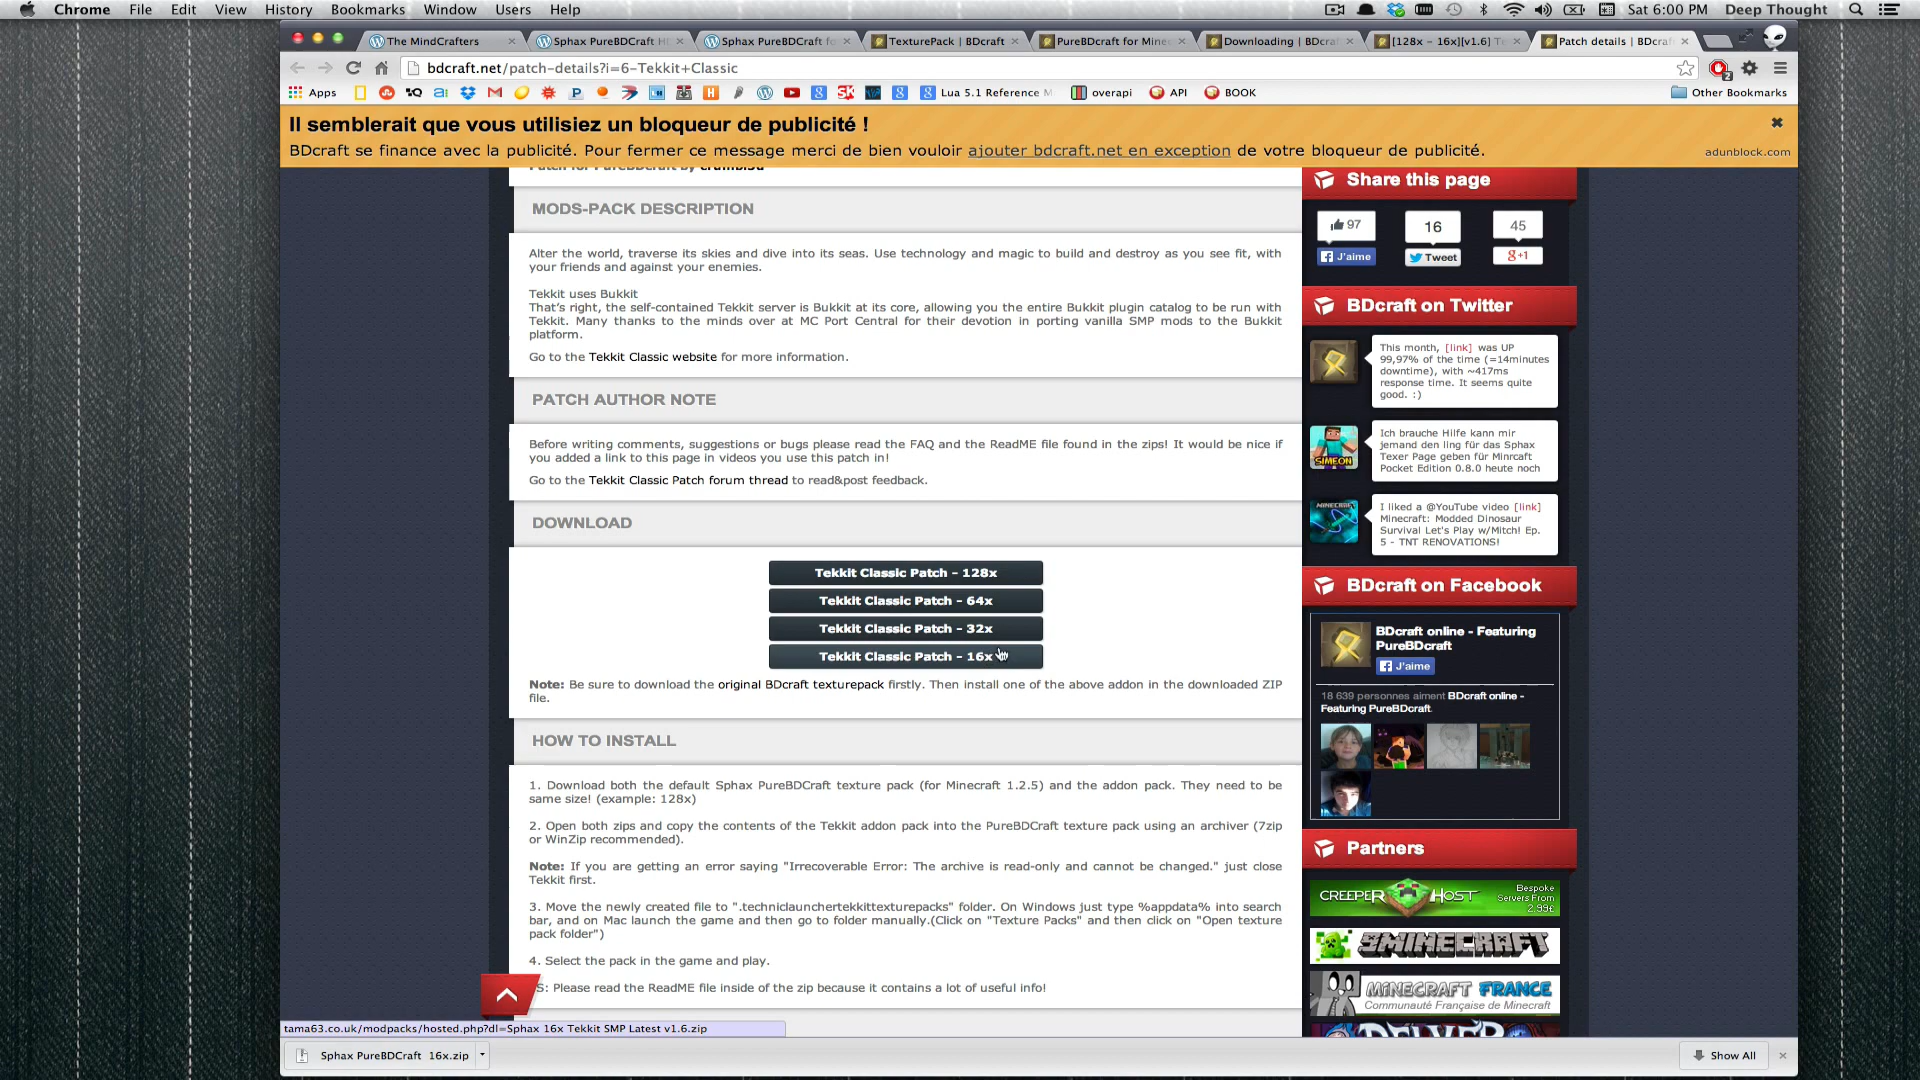 Chrome File Edit View History Bookmarks Window Users Help
Sat 6:00 PM Deep Thought
The MindCrafters
Sphax PureBDCraft
Sphax PureBDCraft
TexturePack | BDcraft
PureBDcraft for
Downloading |
[128x – 16x][v1.6]
Patch details |
bdcraft.net/patch-details?i=6-Tekkit+Classic
Apps
Lua 5.1 Reference
overapi
API
BOOK
Other Bookmarks
Il semblerait que vous utilisiez un bloqueur de publicité !
BDcraft se finance avec la publicité. Pour fermer ce message merci de bien vouloir ajouter bdcraft.net en exception de votre bloqueur de publicité.
adunblock.com
MODS-PACK DESCRIPTION
Alter the world, traverse its skies and dive into its seas. Use technology and magic to build and destroy as you see fit, with
your friends and against your enemies.
Tekkit uses Bukkit
That's right, the self-contained Tekkit server is Bukkit at its core, allowing you the entire Bukkit plugin catalog to be run with
Tekkit. Many thanks to the minds over at MC Port Central for their devotion in porting vanilla SMP mods to the Bukkit
platform.
Go to the Tekkit Classic website for more information.
PATCH AUTHOR NOTE
Before writing comments, suggestions or bugs please read the FAQ and the ReadME file found in the zips! It would be nice if
you added a link to this page in videos you use this patch in!
Go to the Tekkit Classic Patch forum thread to read&post feedback.
DOWNLOAD
Tekkit Classic Patch – 128x
Tekkit Classic Patch – 64x
Tekkit Classic Patch – 32x
Tekkit Classic Patch – 16x
Note: Be sure to download the original BDcraft texturepack firstly. Then install one of the above addon in the downloaded ZIP
file.
HOW TO INSTALL
1. Download both the default Sphax PureBDCraft texture pack (for Minecraft 1.2.5) and the addon pack. They need to be
same size! (example: 128x)
2. Open both zips and copy the contents of the Tekkit addon pack into the PureBDCraft texture pack using an archiver (7zip
or WinZip recommended).
Note: If you are getting an error saying "Irrecoverable Error: The archive is read-only and cannot be changed." just close
Tekkit first.
3. Move the newly created file to ".techniclaunchertekkittexturepacks" folder. On Windows just type %appdata% into search
bar, and on Mac launch the game and then go to folder manually.(Click on "Texture Packs" and then click on "Open texture
pack folder")
4. Select the pack in the game and play.
S: Please read the ReadME file inside of the zip because it contains a lot of useful info!
Share this page
97 16 45
J'aime Tweet +1
BDcraft on Twitter
This month, [link] was UP
99,97% of the time (=14minutes
downtime), with ~417ms
response time. It seems quite
good. :)
SIMEON
Ich brauche Hilfe kann mir
jemand den ling für das Sphax
Texer Page geben für Minrcraft
Pocket Edition 0.8.0 heute noch
MINECRAFT
I liked a @YouTube video [link]
Minecraft: Modded Dinosaur
Survival Let's Play w/Mitch! Ep.
5 - TNT RENOVATIONS!
BDcraft on Facebook
BDcraft online - Featuring
PureBDcraft
J'aime
18 639 personnes aiment BDcraft online -
Featuring PureBDcraft.
Partners
CREEPER HOST Bespoke
Servers From
2.99£
9MINECRAFT
MINECRAFT FRANCE
Communauté Française de Minecraft
tama63.co.uk/modpacks/hosted.php?dl=Sphax 16x Tekkit SMP Latest v1.6.zip
Sphax PureBDCraft 16x.zip
Show All